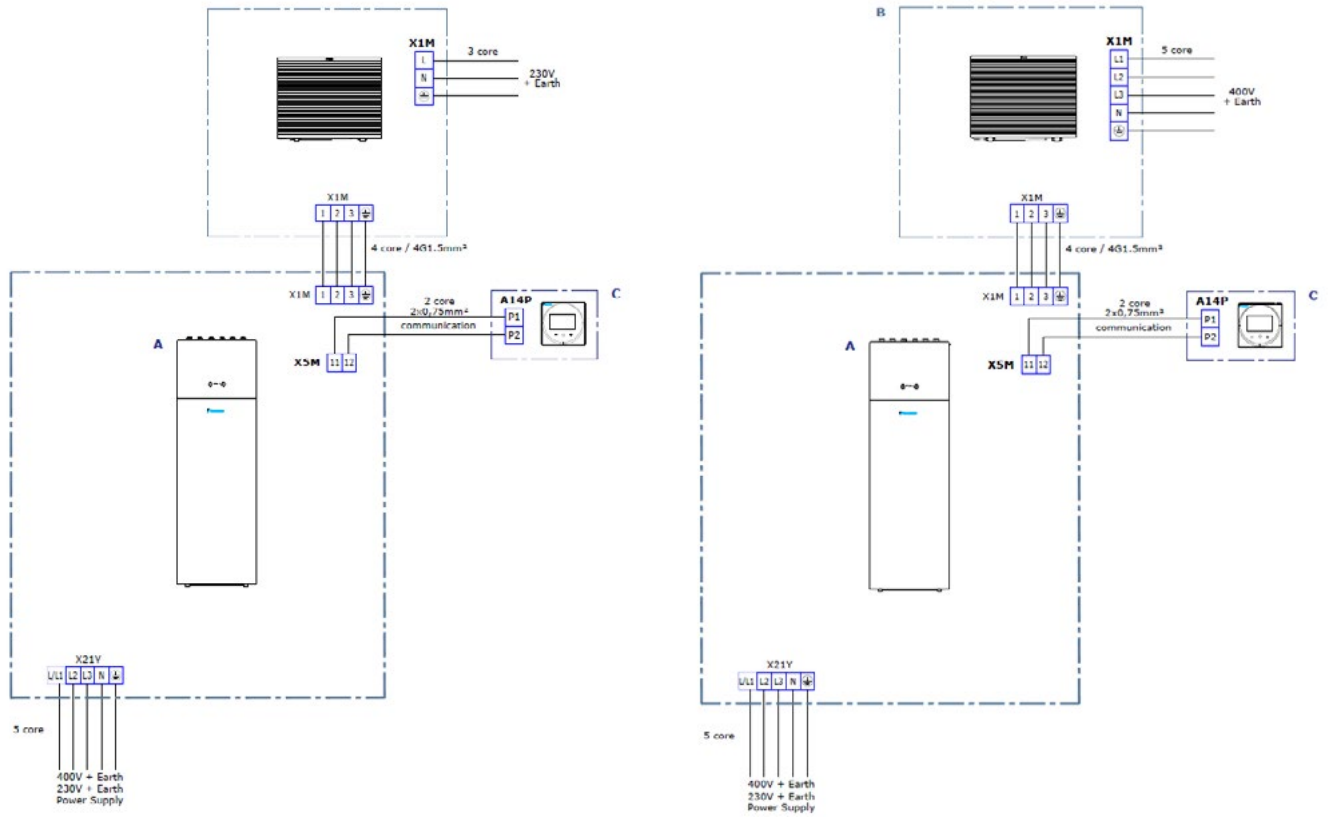 X1M
L
N
3 core
230V
+ Earth
X1M
1 2 3
4 core / 4G1.5mm²
X1M 1 2 3
2 core
2x0,75mm²
communication
A14P
P1
P2
C
A
X5M 11 12
X21Y
L/L1 L2 L3 N
5 core
400V + Earth
230V + Earth
Power Supply
B
X1M
L1
L2
L3
N
5 core
400V
+ Earth
X1M
1 2 3
4 core / 4G1.5mm²
X1M 1 2 3
2 core
2x0,75mm²
communication
A14P
P1
P2
C
A
X5M 11 12
X21Y
L/L1 L2 L3 N
5 core
400V + Earth
230V + Earth
Power Supply